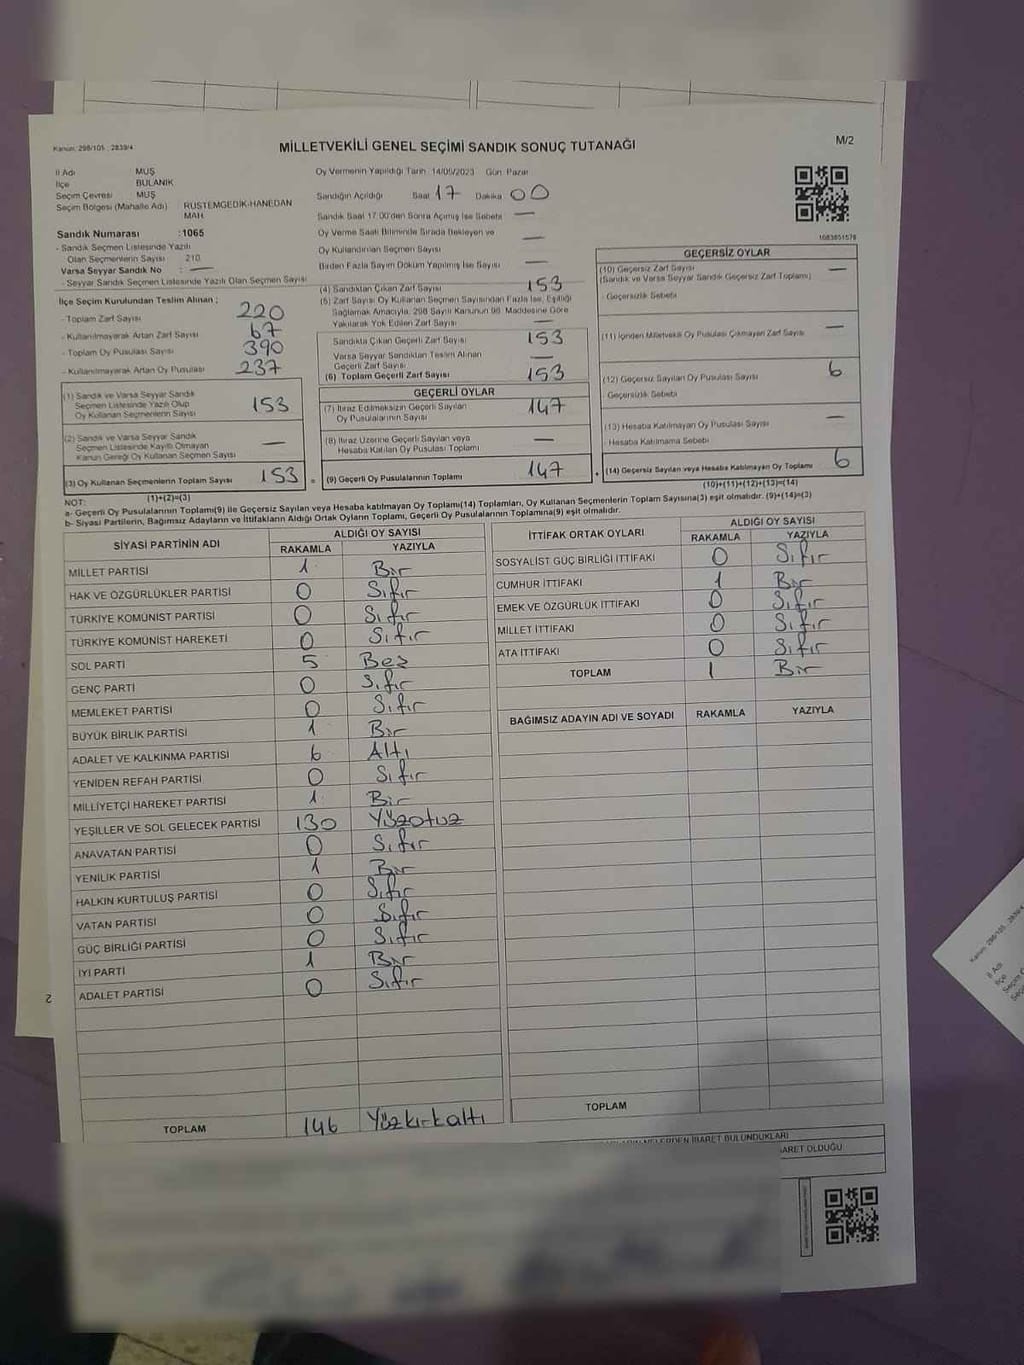 Kanun: 298/105 : 2839/4
MİLLETVEKİLİ GENEL SEÇİMİ SANDIK SONUÇ TUTANAĞI
M/2
İl Adı MUŞ
İlçe BULANIK
Seçim Çevresi MUŞ
Seçim Bölgesi (Mahalle Adı) RÜSTEMGEDİK-HANEDAN MAH.
Sandık Numarası :1065
- Sandık Seçmen Listesinde Yazılı
Olan Seçmenlerin Sayısı 210
Varsa Seyyar Sandık No : —
- Seyyar Sandık Seçmen Listesinde Yazılı Olan Seçmen Sayısı
İlçe Seçim Kurulundan Teslim Alınan ;
- Toplam Zarf Sayısı 220
- Kullanılmayarak Artan Zarf Sayısı 67
- Toplam Oy Pusulası Sayısı 390
- Kullanılmayarak Artan Oy Pusulası 237
(1) Sandık ve Varsa Seyyar Sandık
Seçmen Listesinde Yazılı Olup
Oy Kullanan Seçmenlerin Sayısı 153
(2) Sandık ve Varsa Seyyar Sandık
Seçmen Listesinde Kayıtlı Olmayan
Kanun Gereği Oy Kullanan Seçmen Sayısı —
(3) Oy Kullanan Seçmenlerin Toplam Sayısı 153
(1)+(2)=(3)
Oy Vermenin Yapıldığı Tarih : 14/05/2023 Gün: Pazar
Sandığın Açıldığı Saat 17 Dakika 00
Sandık Saat 17:00'den Sonra Açılmış İse Sebebi —
Oy Verme Saati Bitiminde Sırada Bekleyen ve
Oy Kullandırılan Seçmen Sayısı —
Birden Fazla Sayım Döküm Yapılmış İse Sayısı —
(4) Sandıktan Çıkan Zarf Sayısı 153
(5) Zarf Sayısı Oy Kullanan Seçmen Sayısından Fazla İse, Eşitliği
Sağlamak Amacıyla, 298 Sayılı Kanunun 98. Maddesine Göre
Yakılarak Yok Edilen Zarf Sayısı —
Sandıkta Çıkan Geçerli Zarf Sayısı 153
Varsa Seyyar Sandıktan Teslim Alınan
Geçerli Zarf Sayısı —
(6) Toplam Geçerli Zarf Sayısı 153
GEÇERLİ OYLAR
(7) İtiraz Edilmeksizin Geçerli Sayılan
Oy Pusulalarının Sayısı 147
(8) İtiraz Üzerine Geçerli Sayılan veya
Hesaba Katılan Oy Pusulası Toplamı —
= (9) Geçerli Oy Pusulalarının Toplamı 147
1683651576
GEÇERSİZ OYLAR
(10) Geçersiz Zarf Sayısı —
(Sandık ve Varsa Seyyar Sandık Geçersiz Zarf Toplamı)
- Geçersizlik Sebebi
(11) İçinden Milletvekili Oy Pusulası Çıkmayan Zarf Sayısı —
(12) Geçersiz Sayılan Oy Pusulası Sayısı 6
- Geçersizlik Sebebi
(13) Hesaba Katılmayan Oy Pusulası Sayısı —
- Hesaba Katılmama Sebebi
(14) Geçersiz Sayılan veya Hesaba Katılmayan Oy Toplamı 6
(10)+(11)+(12)+(13)=(14)
NOT:
a- Geçerli Oy Pusulalarının Toplamı(9) ile Geçersiz Sayılan veya Hesaba katılmayan Oy Toplamı(14) Toplamları, Oy Kullanan Seçmenlerin Toplam Sayısına(3) eşit olmalıdır. (9)+(14)=(3)
b- Siyasi Partilerin, Bağımsız Adayların ve İttifakların Aldığı Ortak Oyların Toplamı, Geçerli Oy Pusulalarının Toplamına(9) eşit olmalıdır.
SİYASİ PARTİNİN ADI ALDIĞI OY SAYISI
RAKAMLA YAZIYLA
MİLLET PARTİSİ 1 Bir
HAK VE ÖZGÜRLÜKLER PARTİSİ 0 Sıfır
TÜRKİYE KOMÜNİST PARTİSİ 0 Sıfır
TÜRKİYE KOMÜNİST HAREKETİ 0 Sıfır
SOL PARTİ 5 Beş
GENÇ PARTİ 0 Sıfır
MEMLEKET PARTİSİ 0 Sıfır
BÜYÜK BİRLİK PARTİSİ 1 Bir
ADALET VE KALKINMA PARTİSİ 6 Altı
YENİDEN REFAH PARTİSİ 0 Sıfır
MİLLİYETÇİ HAREKET PARTİSİ 1 Bir
YEŞİLLER VE SOL GELECEK PARTİSİ 130 Yüzotuz
ANAVATAN PARTİSİ 0 Sıfır
YENİLİK PARTİSİ 1 Bir
HALKIN KURTULUŞ PARTİSİ 0 Sıfır
VATAN PARTİSİ 0 Sıfır
GÜÇ BİRLİĞİ PARTİSİ 0 Sıfır
İYİ PARTİ 1 Bir
ADALET PARTİSİ 0 Sıfır
TOPLAM 146 Yüzkırkaltı
İTTİFAK ORTAK OYLARI ALDIĞI OY SAYISI
RAKAMLA YAZIYLA
SOSYALİST GÜÇ BİRLİĞİ İTTİFAKI 0 Sıfır
CUMHUR İTTİFAKI 1 Bir
EMEK VE ÖZGÜRLÜK İTTİFAKI 0 Sıfır
MİLLET İTTİFAKI 0 Sıfır
ATA İTTİFAKI 0 Sıfır
TOPLAM 1 Bir
BAĞIMSIZ ADAYIN ADI VE SOYADI RAKAMLA YAZIYLA
TOPLAM
NELERDEN İBARET BULUNDUKLARI
İBARET OLDUĞU
Kanun: 298/105 : 2839/4
İl Adı
İlçe